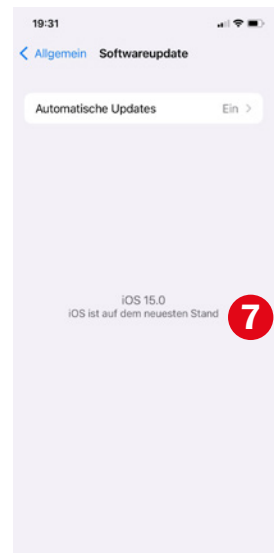 19:31
Allgemein Softwareupdate
Automatische Updates Ein
iOS 15.0
iOS ist auf dem neuesten Stand
7